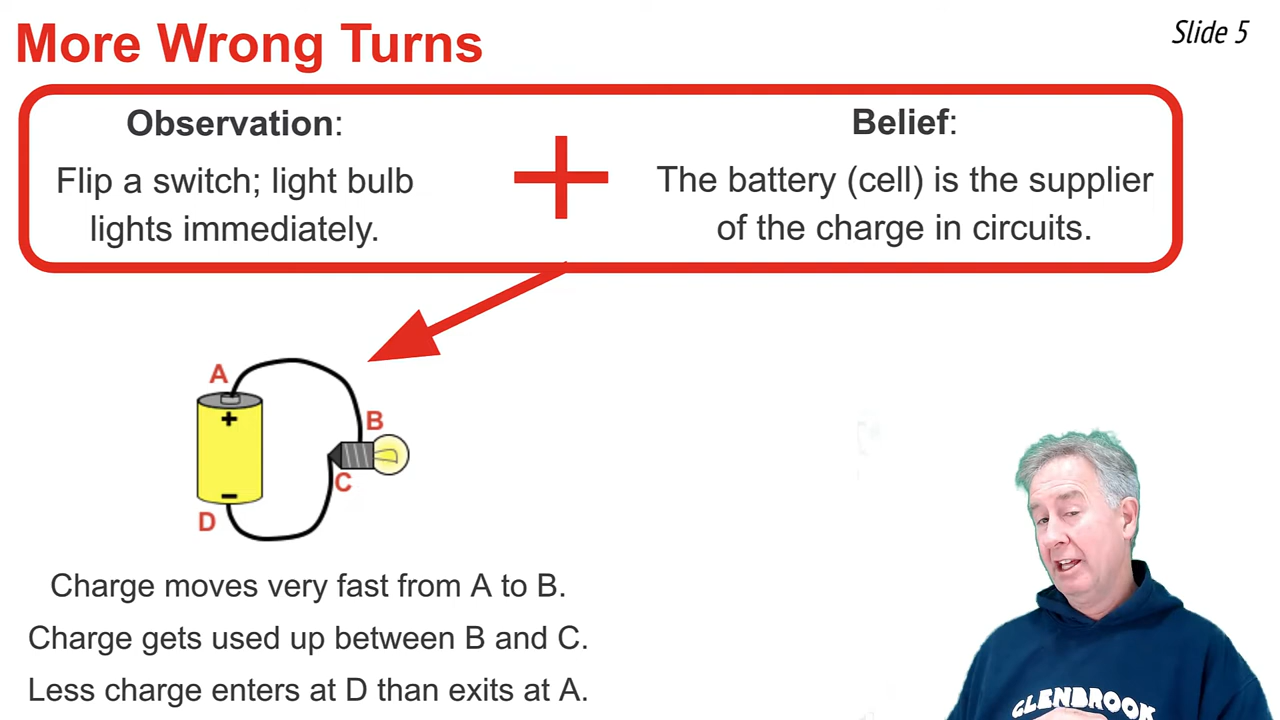 More Wrong Turns
Slide 5
Observation:
Flip a switch; light bulb
lights immediately.
+
Belief:
The battery (cell) is the supplier
of the charge in circuits.
A
+
B
C
–
D
Charge moves very fast from A to B.
Charge gets used up between B and C.
Less charge enters at D than exits at A.
GLENBROOK